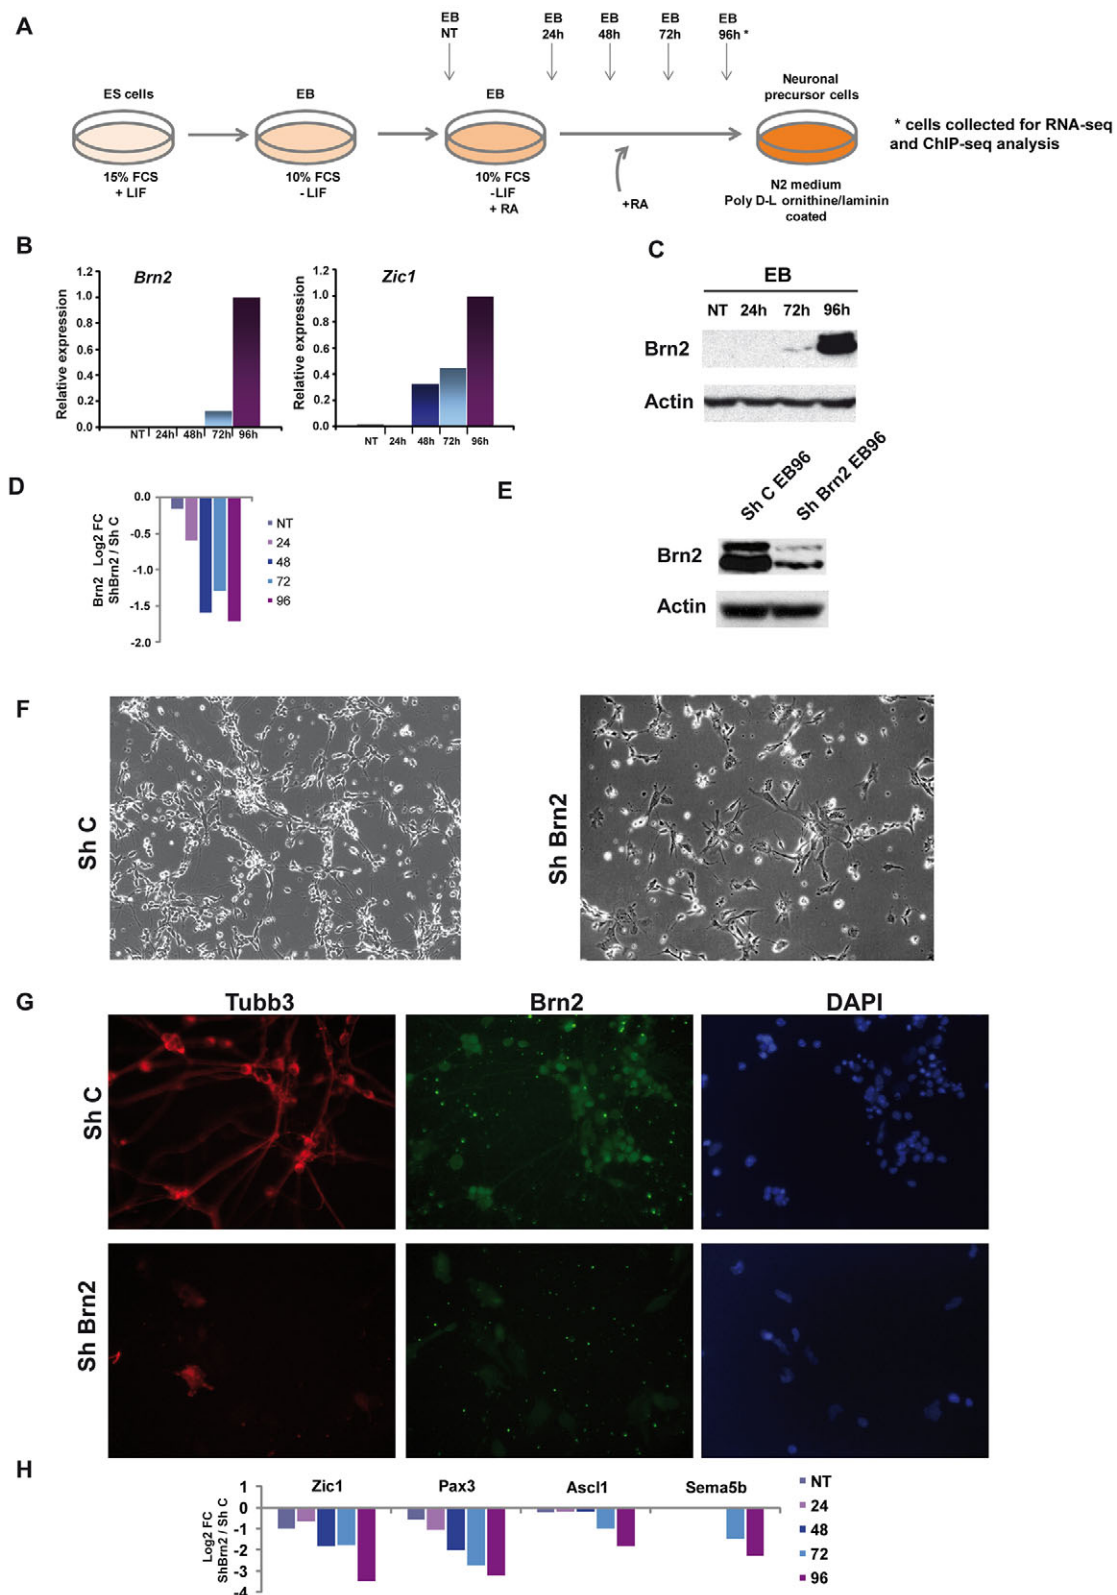 A
EB NT
EB 24h
EB 48h
EB 72h
EB 96h *
ES cells
EB
EB
Neuronal precursor cells
15% FCS
+ LIF
10% FCS
- LIF
10% FCS
-LIF
+ RA
+RA
N2 medium
Poly D-L ornithine/laminin
coated
* cells collected for RNA-seq
and ChIP-seq analysis
B
Brn2
Relative expression
1.2
1.0
0.8
0.6
0.4
0.2
0.0
NT 24h 48h 72h 96h
Zic1
Relative expression
1.2
1.0
0.8
0.6
0.4
0.2
0.0
NT 24h 48h 72h 96h
C
EB
NT 24h 72h 96h
Brn2
Actin
D
Brn2 Log2 FC
ShBrn2 / Sh C
0.0
-0.5
-1.0
-1.5
-2.0
NT
24
48
72
96
E
Sh C EB96
Sh Brn2 EB96
Brn2
Actin
F
Sh C
Sh Brn2
G
Tubb3 Brn2 DAPI
Sh C
Sh Brn2
H
Log2 FC
ShBrn2 / Sh C
1
0
-1
-2
-3
-4
Zic1 Pax3 Ascl1 Sema5b
NT
24
48
72
96